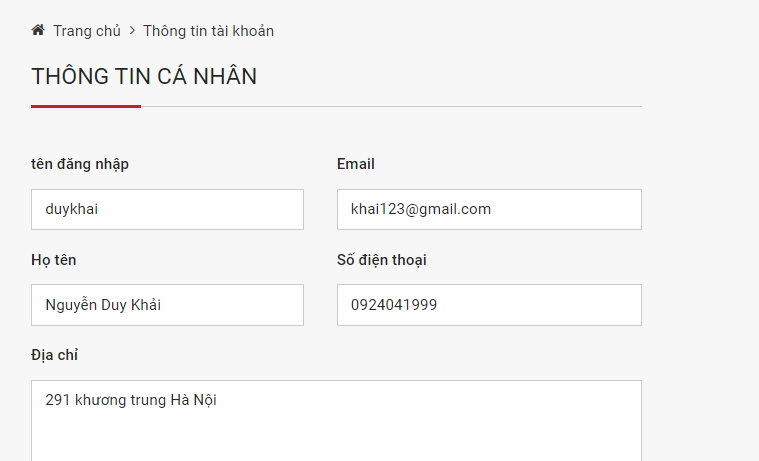 Trang chủ > Thông tin tài khoản
THÔNG TIN CÁ NHÂN
tên đăng nhập Email
duykhai khai123@gmail.com
Họ tên Số điện thoại
Nguyễn Duy Khải 0924041999
Địa chỉ
291 khương trung Hà Nội